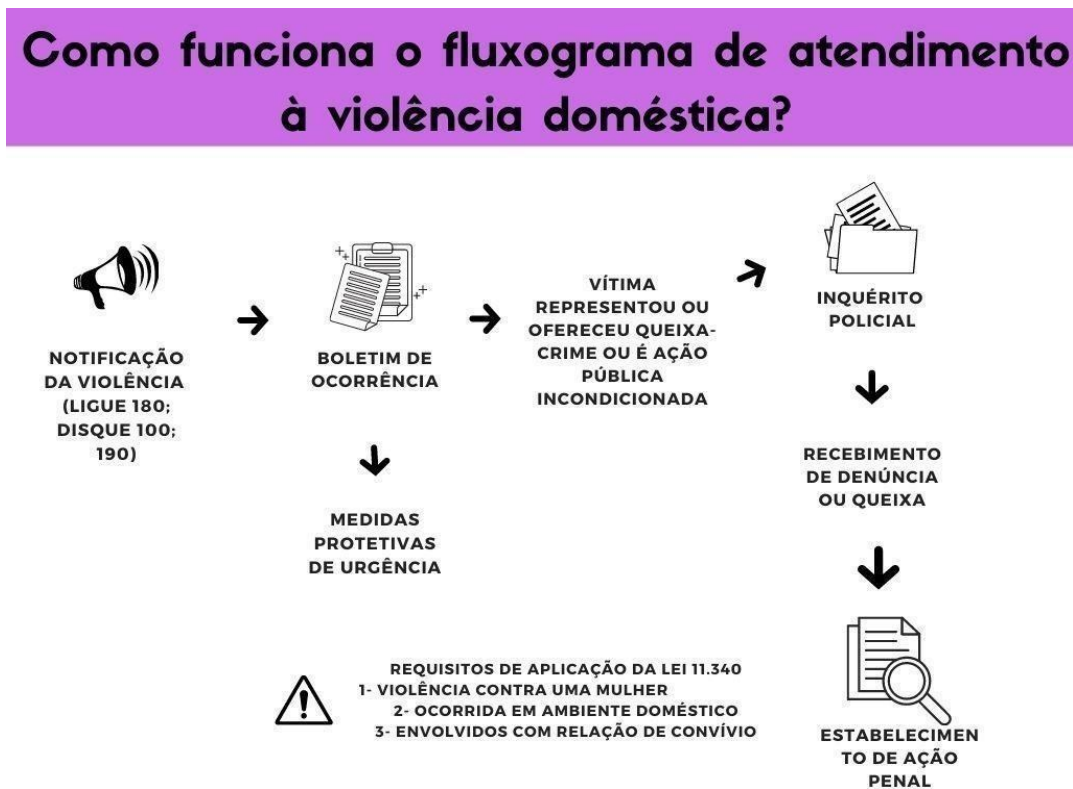 Como funciona o fluxograma de atendimento
à violência doméstica?
NOTIFICAÇÃO
DA VIOLÊNCIA
(LIGUE 180;
DISQUE 100;
190)
BOLETIM DE
OCORRÊNCIA
MEDIDAS
PROTETIVAS
DE URGÊNCIA
VÍTIMA
REPRESENTOU OU
OFERECEU QUEIXA-
CRIME OU É AÇÃO
PÚBLICA
INCONDICIONADA
INQUÉRITO
POLICIAL
RECEBIMENTO
DE DENÚNCIA
OU QUEIXA
ESTABELECIMEN
TO DE AÇÃO
PENAL
REQUISITOS DE APLICAÇÃO DA LEI 11.340
1- VIOLÊNCIA CONTRA UMA MULHER
2- OCORRIDA EM AMBIENTE DOMÉSTICO
3- ENVOLVIDOS COM RELAÇÃO DE CONVÍVIO